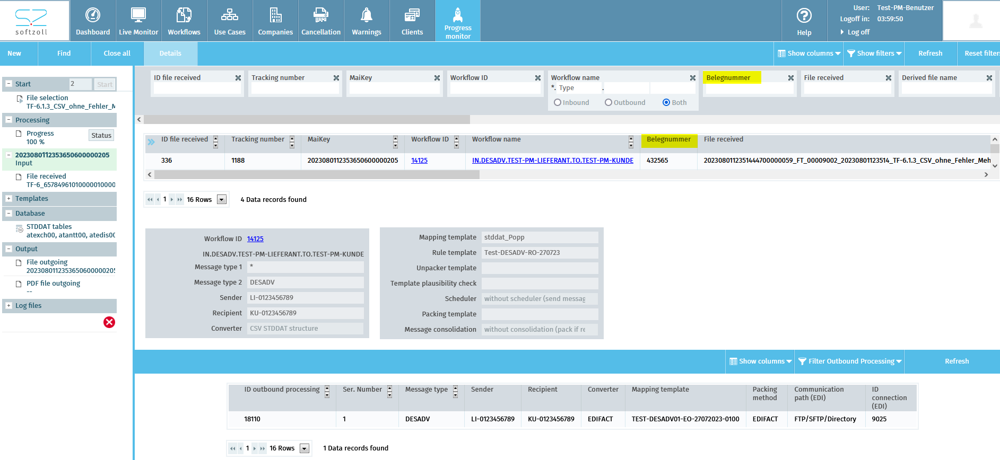 softzoll
Dashboard
Live Monitor
Workflows
Use Cases
Companies
Cancellation
Warnings
Clients
Progress
monitor
Help
User: Test-PM-Benutzer
Logoff in: 03:59:50
Log off
New
Find
Close all
Details
Show columns
Show filters
Refresh
Reset filters
Start 2 Start
File selection
TF-6.1.3_CSV_ohne_Fehler_M
Processing
Progress
100 %
Status
2023080112353650600000205
Input
File received
TF-6_65784961010000010000
Templates
Database
STDDAT tables
atexch00, atantt00, atedis00
Output
File outgoing
2023080112353650600000205
PDF file outgoing
--
Log files
ID file received
Tracking number
MaiKey
Workflow ID
Workflow name
*. Type .
Inbound
Outbound
Both
Belegnummer
File received
Derived file name
ID file received Tracking number MaiKey Workflow ID Workflow name Belegnummer File received
336 1188 2023080112353650600000205 14125 IN.DESADV.TEST-PM-LIEFERANT.TO.TEST-PM-KUNDE 432565 2023080112351444700000059_FT_00009002_20230801123514_TF-6.1.3_CSV_ohne_Fehler_Meh
1 16 Rows 4 Data records found
Workflow ID 14125
IN.DESADV.TEST-PM-LIEFERANT.TO.TEST-PM-KUNDE
Message type 1 *
Message type 2 DESADV
Sender LI-0123456789
Recipient KU-0123456789
Converter CSV STDDAT structure
Mapping template stddat_Popp
Rule template Test-DESADV-RO-270723
Unpacker template
Template plausibility check
Scheduler without scheduler (send messag
Packing template
Message consolidation without consolidation (pack if re
Show columns
Filter Outbound Processing
Refresh
ID outbound processing Ser. Number Message type Sender Recipient Converter Mapping template Packing method Communication path (EDI) ID connection (EDI)
18110 1 DESADV LI-0123456789 KU-0123456789 EDIFACT TEST-DESADV01-EO-27072023-0100 EDIFACT FTP/SFTP/Directory 9025
1 16 Rows 1 Data records found